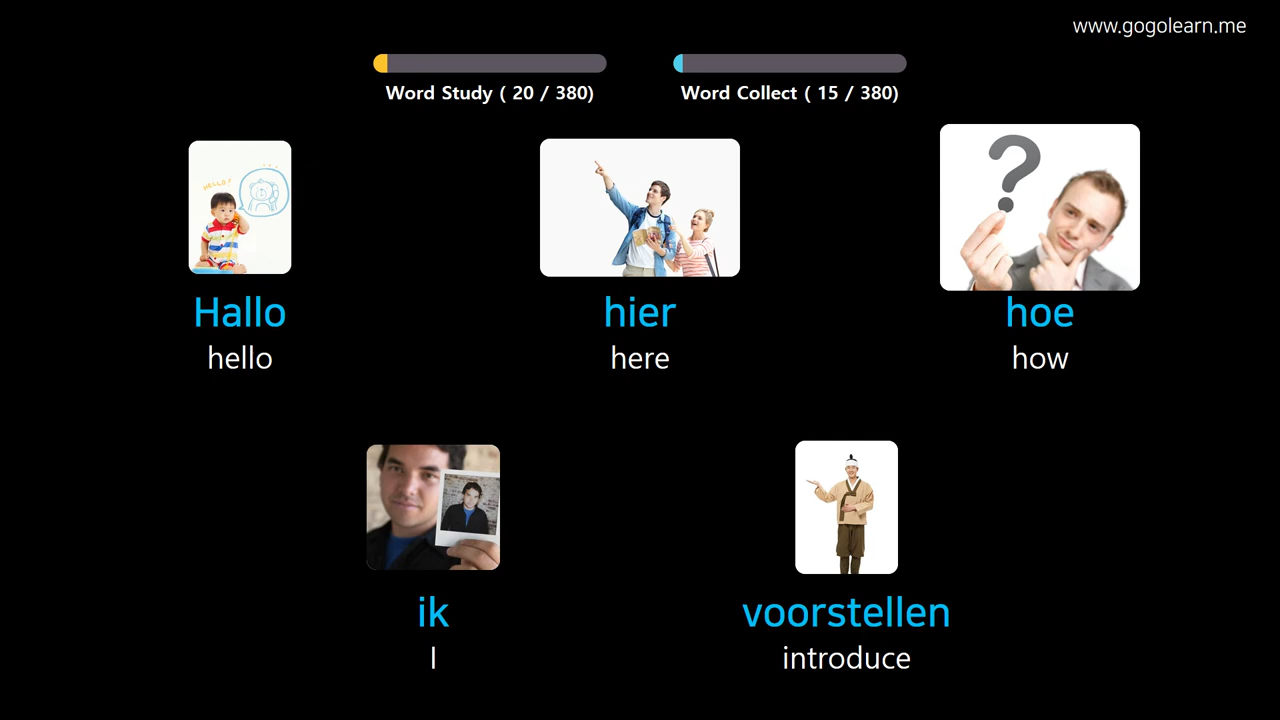 www.gogolearn.me
Word Study ( 20 / 380)
Word Collect ( 15 / 380)
HELLO!
?
Hallo
hier
hoe
hello
here
how
ik
voorstellen
I
introduce